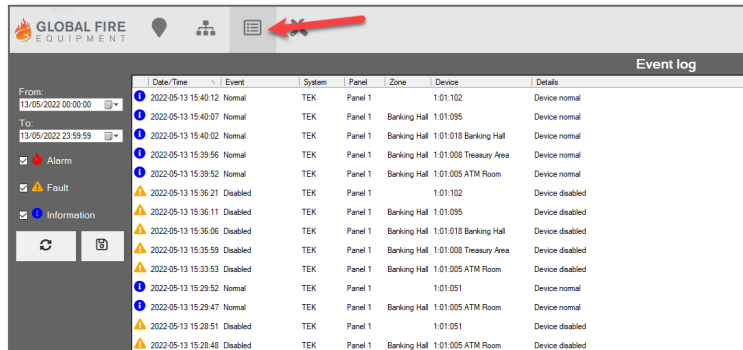 GLOBAL FIRE
EQUIPMENT
Event log
From:
13/05/2022 00:00:00
To:
13/05/2022 23:59:59
Alarm
Fault
Information
Date/Time Event System Panel Zone Device Details
2022-05-13 15:40:12 Normal TEK Panel 1 1:01:102 Device normal
2022-05-13 15:40:07 Normal TEK Panel 1 Banking Hall 1:01:095 Device normal
2022-05-13 15:40:02 Normal TEK Panel 1 Banking Hall 1:01:018 Banking Hall Device normal
2022-05-13 15:39:56 Normal TEK Panel 1 Banking Hall 1:01:008 Treasury Area Device normal
2022-05-13 15:39:52 Normal TEK Panel 1 Banking Hall 1:01:005 ATM Room Device normal
2022-05-13 15:36:21 Disabled TEK Panel 1 1:01:102 Device disabled
2022-05-13 15:36:11 Disabled TEK Panel 1 Banking Hall 1:01:095 Device disabled
2022-05-13 15:36:06 Disabled TEK Panel 1 Banking Hall 1:01:018 Banking Hall Device disabled
2022-05-13 15:35:59 Disabled TEK Panel 1 Banking Hall 1:01:008 Treasury Area Device disabled
2022-05-13 15:33:53 Disabled TEK Panel 1 Banking Hall 1:01:005 ATM Room Device disabled
2022-05-13 15:29:52 Normal TEK Panel 1 1:01:051 Device normal
2022-05-13 15:29:47 Normal TEK Panel 1 Banking Hall 1:01:005 ATM Room Device normal
2022-05-13 15:28:51 Disabled TEK Panel 1 1:01:051 Device disabled
2022-05-13 15:28:48 Disabled TEK Panel 1 Banking Hall 1:01:005 ATM Room Device disabled